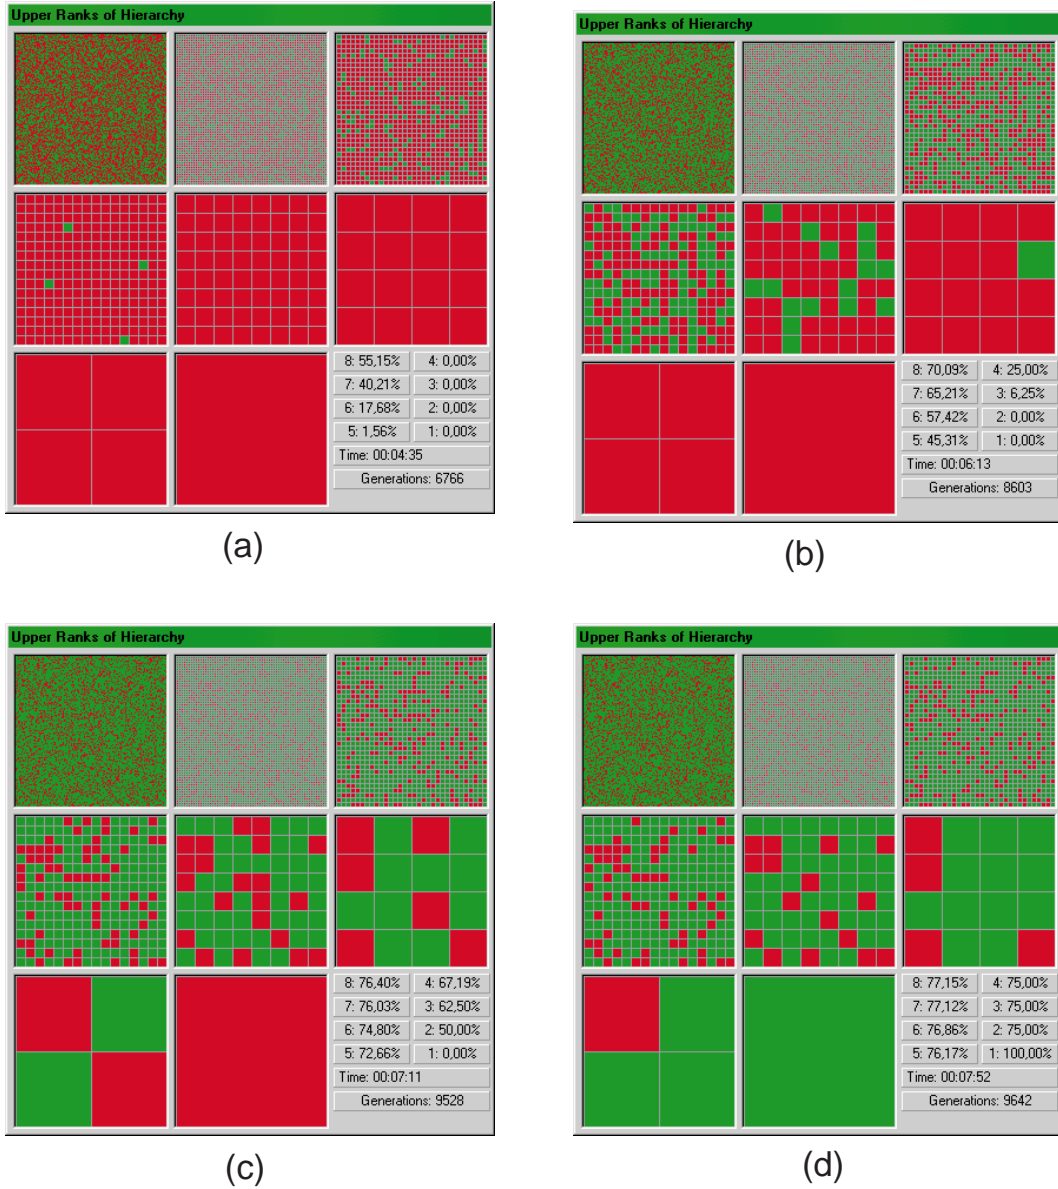 Upper Ranks of Hierarchy
8: 55,15% 4: 0,00%
7: 40,21% 3: 0,00%
6: 17,68% 2: 0,00%
5: 1,56% 1: 0,00%
Time: 00:04:35
Generations: 6766
(a)
Upper Ranks of Hierarchy
8: 70,09% 4: 25,00%
7: 65,21% 3: 6,25%
6: 57,42% 2: 0,00%
5: 45,31% 1: 0,00%
Time: 00:06:13
Generations: 8603
(b)
Upper Ranks of Hierarchy
8: 76,40% 4: 67,19%
7: 76,03% 3: 62,50%
6: 74,80% 2: 50,00%
5: 72,66% 1: 0,00%
Time: 00:07:11
Generations: 9528
(c)
Upper Ranks of Hierarchy
8: 77,15% 4: 75,00%
7: 77,12% 3: 75,00%
6: 76,86% 2: 75,00%
5: 76,17% 1: 100,00%
Time: 00:07:52
Generations: 9642
(d)